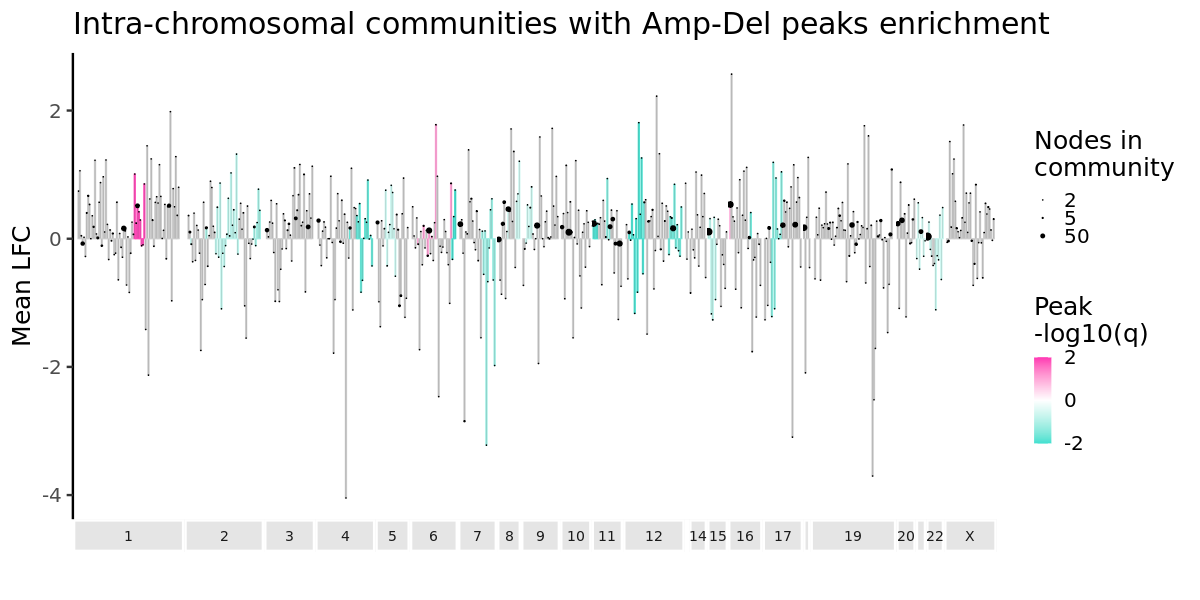 Intra-chromosomal communities with Amp-Del peaks enrichment
Mean LFC
2
0
-2
-4
1 2 3 4 5 6 7 8 9 10 11 12 14 15 16 17 19 20 22 X
Nodes in
community
2
5
50
Peak
-log10(q)
2
0
-2